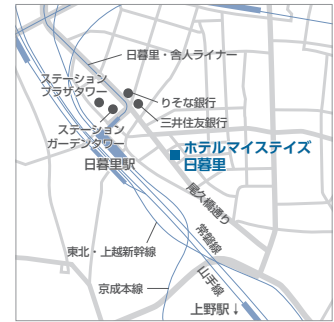 日暮里・舎人ライナー
ステーション
プラザタワー
りそな銀行
三井住友銀行
ステーション
ガーデンタワー
ホテルマイステイズ
日暮里
日暮里駅
尾久橋通り
常磐線
東北・上越新幹線
山手線
京成本線
上野駅↓